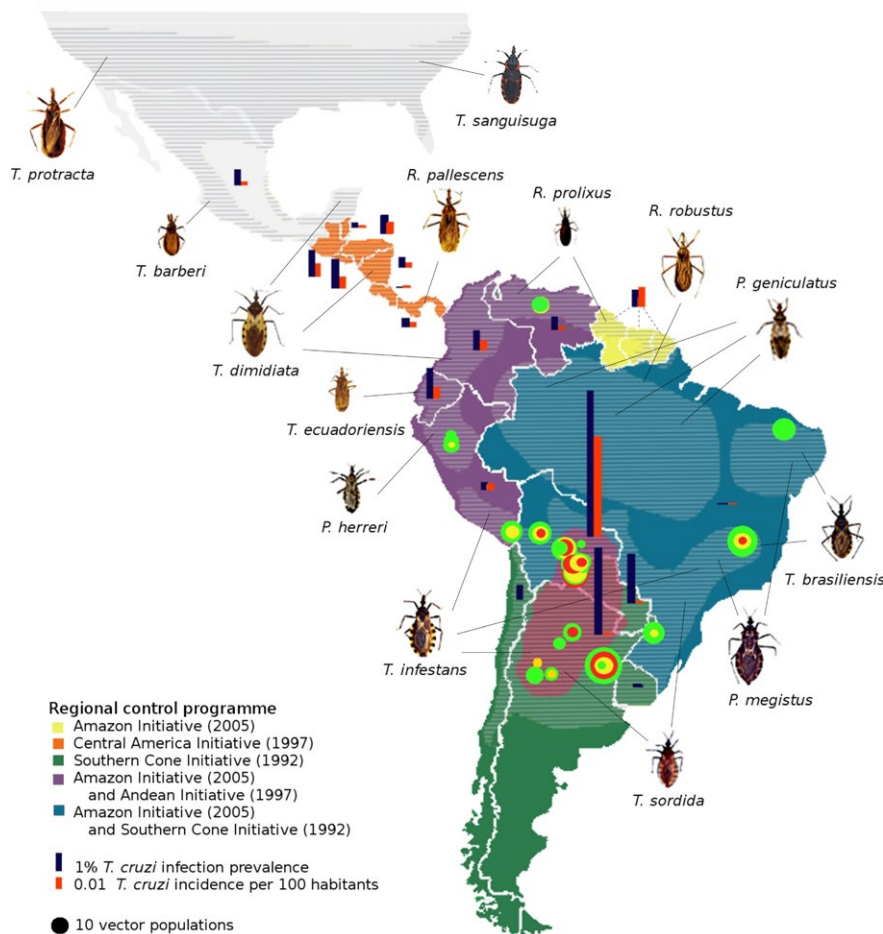 T. sanguisuga
T. protracta
R. pallescens
R. prolixus
R. robustus
T. barberi
P. geniculatus
T. dimidiata
T. ecuadoriensis
P. herreri
T. brasiliensis
T. infestans
P. megistus
T. sordida
Regional control programme
Amazon Initiative (2005)
Central America Initiative (1997)
Southern Cone Initiative (1992)
Amazon Initiative (2005)
and Andean Initiative (1997)
Amazon Initiative (2005)
and Southern Cone Initiative (1992)
1% T. cruzi infection prevalence
0.01 T. cruzi incidence per 100 habitants
10 vector populations